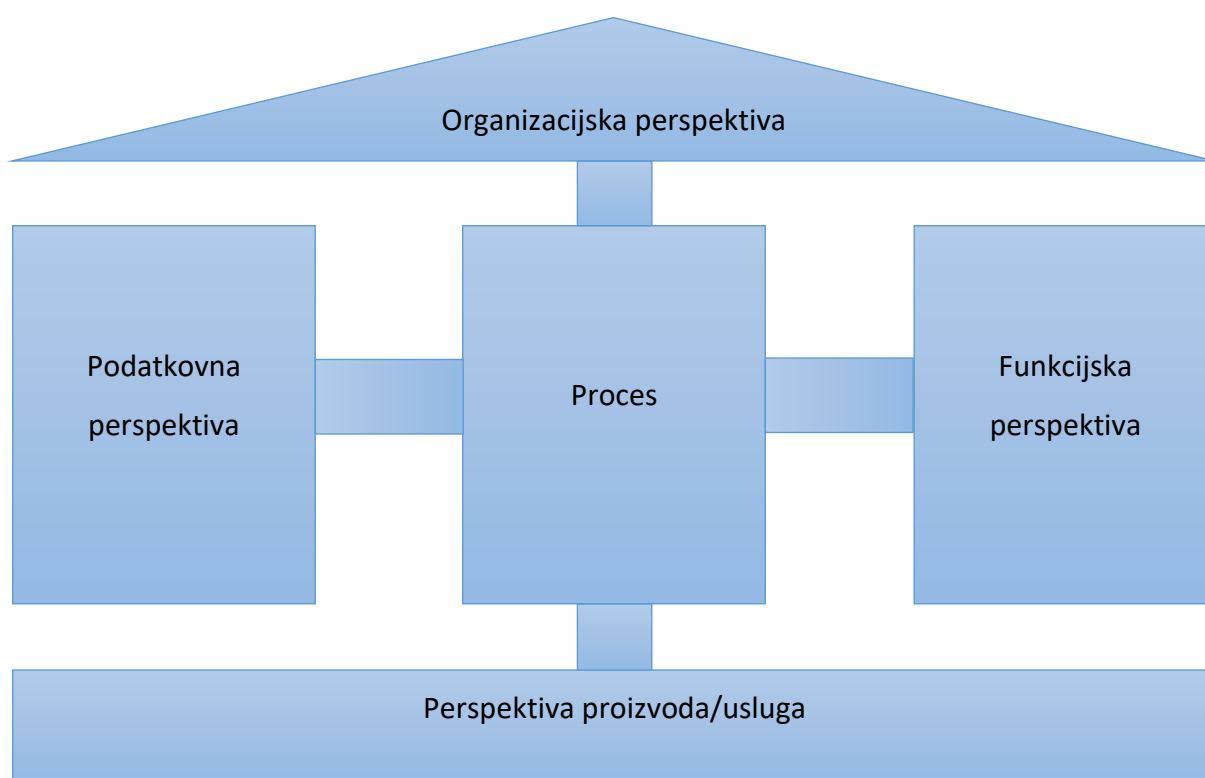 Organizacijska perspektiva
Podatkovna
perspektiva
Proces
Funkcijska
perspektiva
Perspektiva proizvoda/usluga